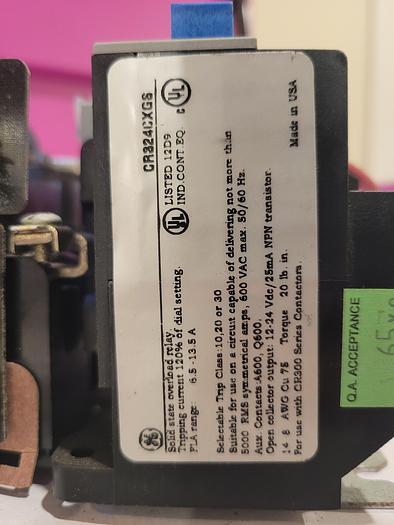 CR324CXGS
UL LISTED 12D9
IND. CONT. EQ.
c UL
GE Solid state overload relay
Tripping current 120% of dial setting.
FLA range 6.5-13.5 A
Selectable Trip Class:10,20 or 30
Suitable for use on a circuit capable of delivering not more than
5000 RMS symmetrical amps, 600 VAC max. 50/60 Hz.
Aux. Contacts:A600, Q600,
Open collector output: 12-24 Vdc/25mA NPN transistor.
14 8 AWG Cu 75 Torque 20 lb. in.
For use with CR300 Series Contactors.
Made in USA
Q.A. ACCEPTANCE